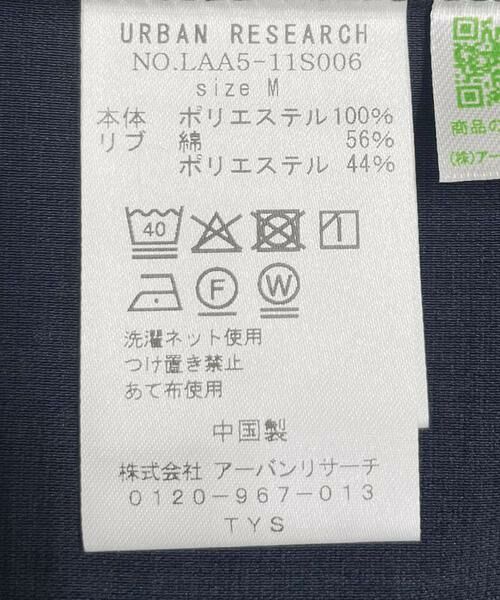 URBAN RESEARCH
NO.LAA5-11S006
size M
本体 ポリエステル 100%
リブ 綿 56%
ポリエステル 44%
40
F W
洗濯ネット使用
つけ置き禁止
あて布使用
中国製
株式会社 アーバンリサーチ
0120-967-013
TYS
商品の
(株)アー